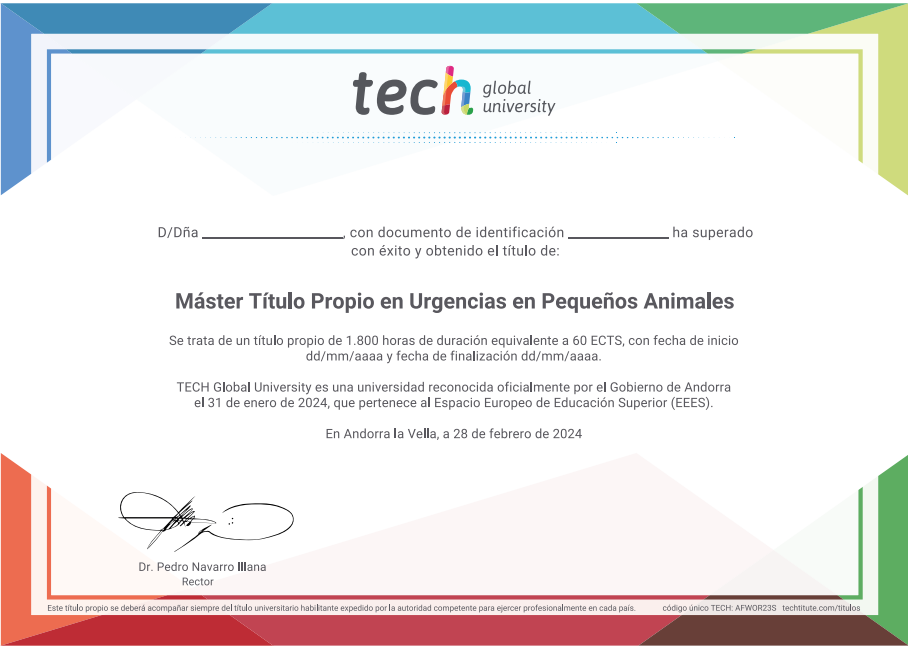 tech global university
D/Dña ____________________, con documento de identificación ______________ ha superado
con éxito y obtenido el título de:
Máster Título Propio en Urgencias en Pequeños Animales
Se trata de un título propio de 1.800 horas de duración equivalente a 60 ECTS, con fecha de inicio
dd/mm/aaaa y fecha de finalización dd/mm/aaaa.
TECH Global University es una universidad reconocida oficialmente por el Gobierno de Andorra
el 31 de enero de 2024, que pertenece al Espacio Europeo de Educación Superior (EEES).
En Andorra la Vella, a 28 de febrero de 2024
Dr. Pedro Navarro Illana
Rector
Este título propio se deberá acompañar siempre del título universitario habilitante expedido por la autoridad competente para ejercer profesionalmente en cada país. código único TECH: AFWOR23S techtitute.com/titulos